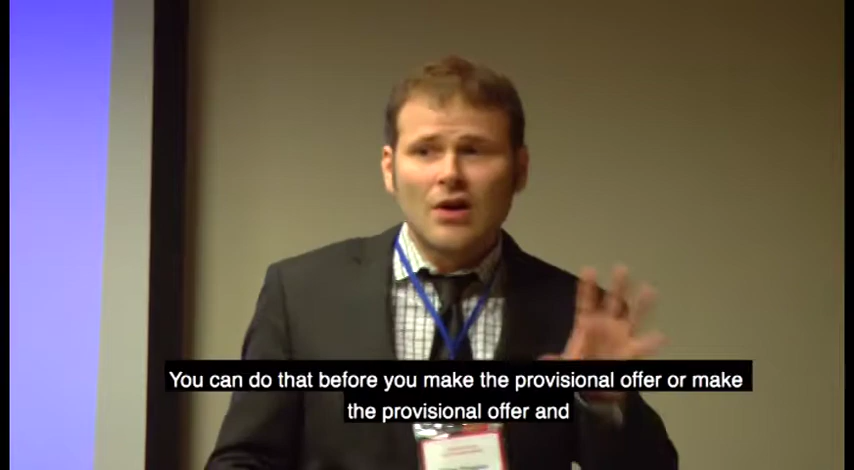 You can do that before you make the provisional offer or make
the provisional offer and